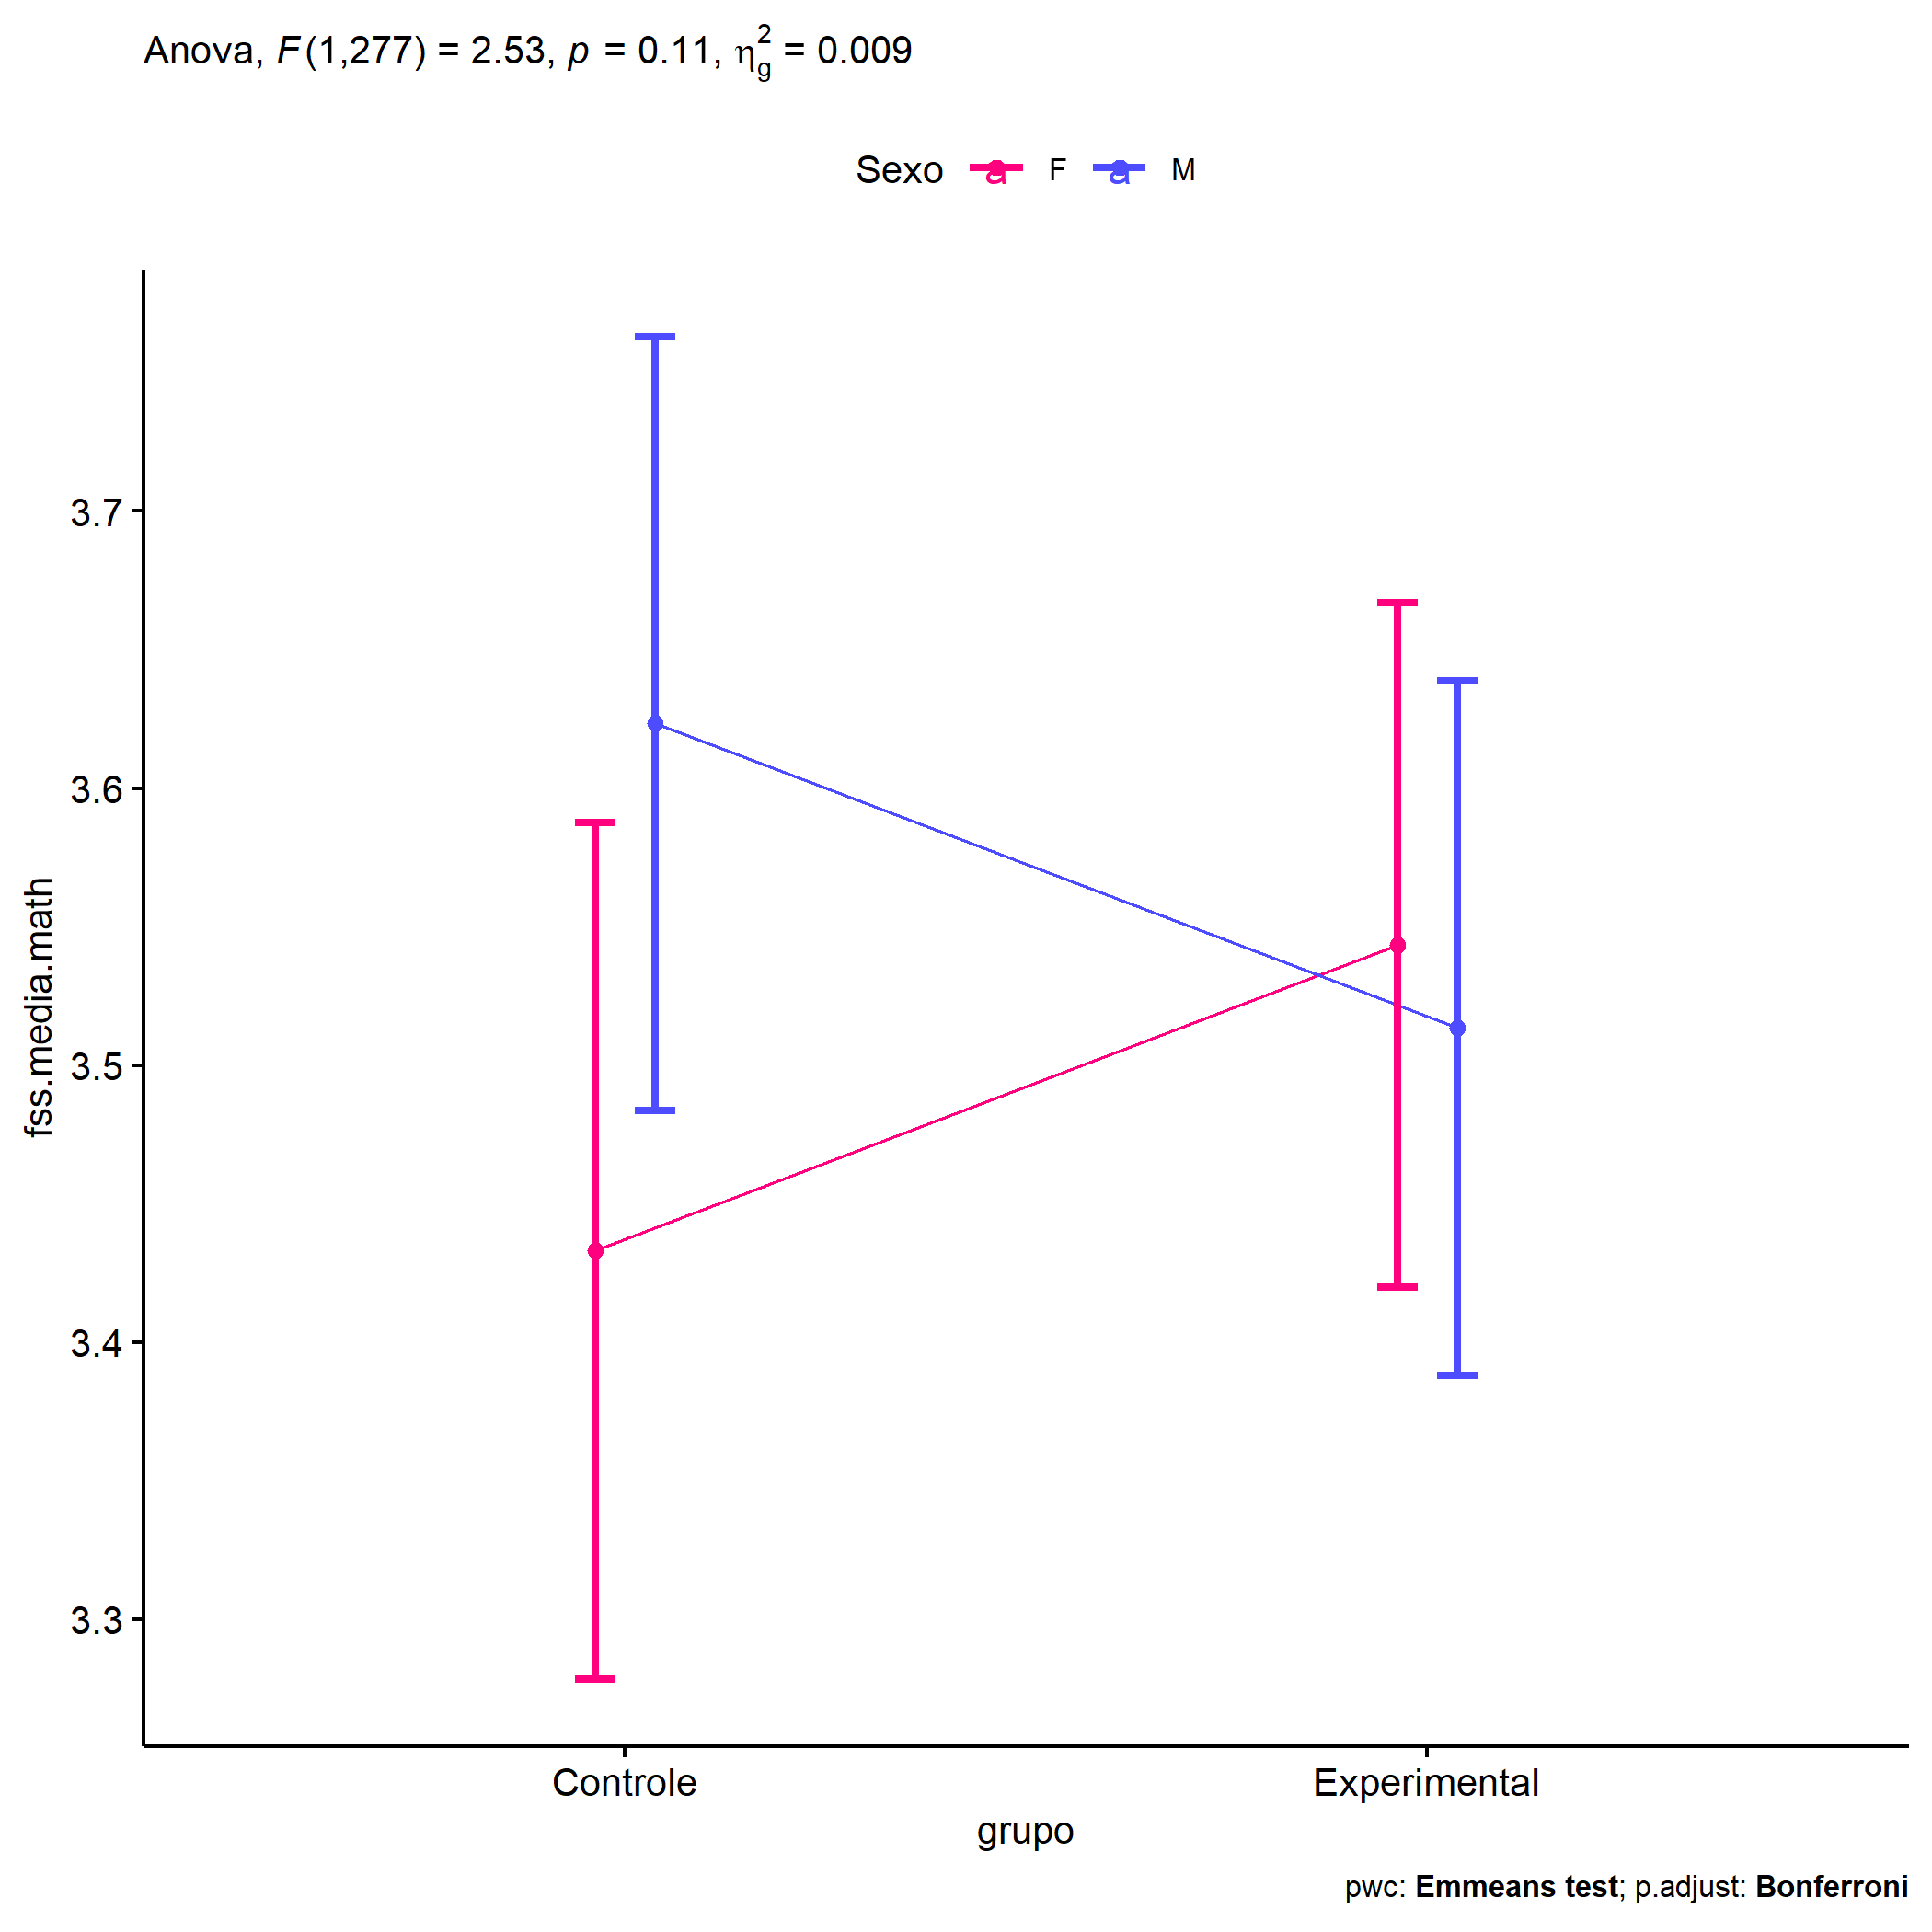 Anova, F(1,277) = 2.53, p = 0.11, η²g = 0.009
Sexo a F a M
3.7
3.6
3.5
3.4
3.3
fss.media.math
Controle Experimental
grupo
pwc: Emmeans test; p.adjust: Bonferroni